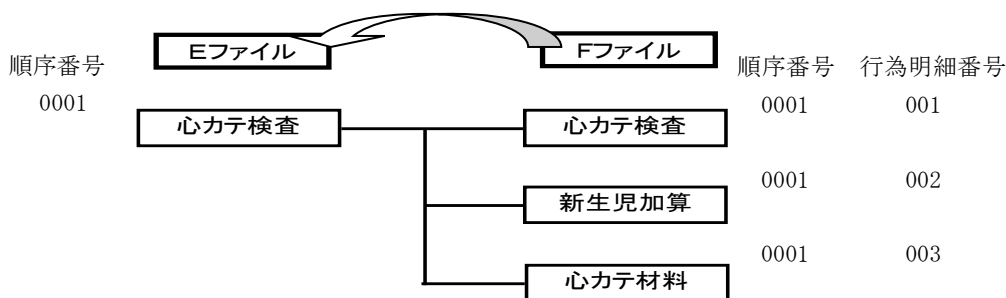 Eファイル
Fファイル
順序番号
順序番号 行為明細番号
0001
0001 001
心カテ検査
心カテ検査
0001 002
新生児加算
0001 003
心カテ材料